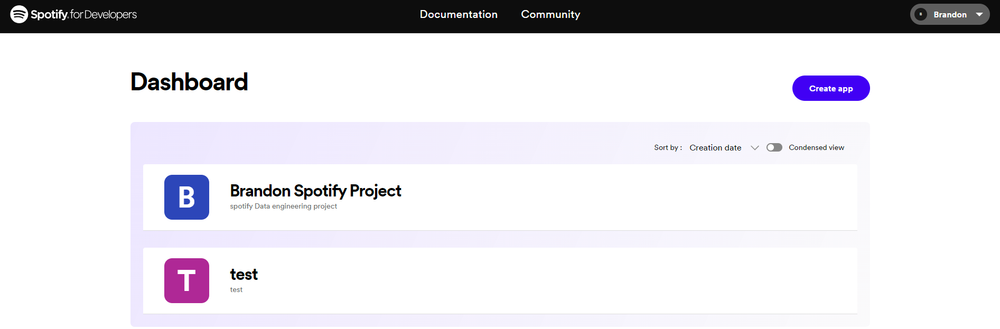 Spotify for Developers
Documentation
Community
B
Brandon
Dashboard
Create app
Sort by :
Creation date
Condensed view
B
Brandon Spotify Project
spotify Data engineering project
T
test
test